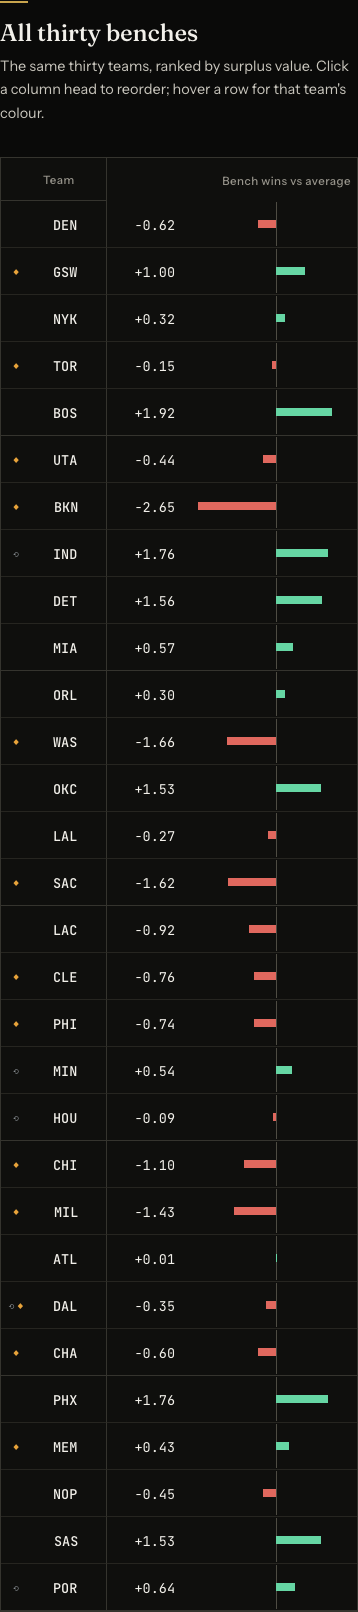 All thirty benches
The same thirty teams, ranked by surplus value. Click
a column head to reorder; hover a row for that team's
colour.
Team Bench wins vs average
DEN -0.62
GSW +1.00
NYK +0.32
TOR -0.15
BOS +1.92
UTA -0.44
BKN -2.65
IND +1.76
DET +1.56
MIA +0.57
ORL +0.30
WAS -1.66
OKC +1.53
LAL -0.27
SAC -1.62
LAC -0.92
CLE -0.76
PHI -0.74
MIN +0.54
HOU -0.09
CHI -1.10
MIL -1.43
ATL +0.01
DAL -0.35
CHA -0.60
PHX +1.76
MEM +0.43
NOP -0.45
SAS +1.53
POR +0.64